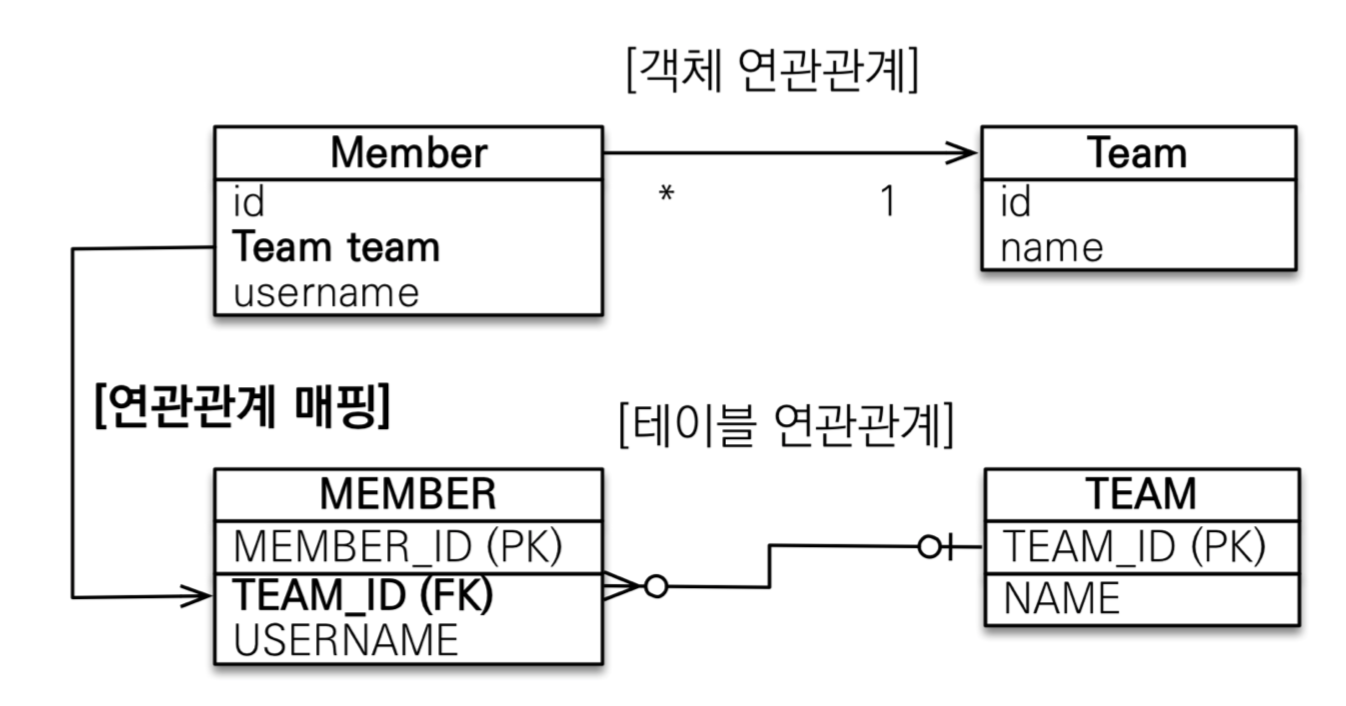 [객체 연관관계]
Member
Team
id
Team team
username
*
1
id
name
[연관관계 매핑]
[테이블 연관관계]
MEMBER
MEMBER_ID (PK)
TEAM_ID (FK)
USERNAME
TEAM
TEAM_ID (PK)
NAME